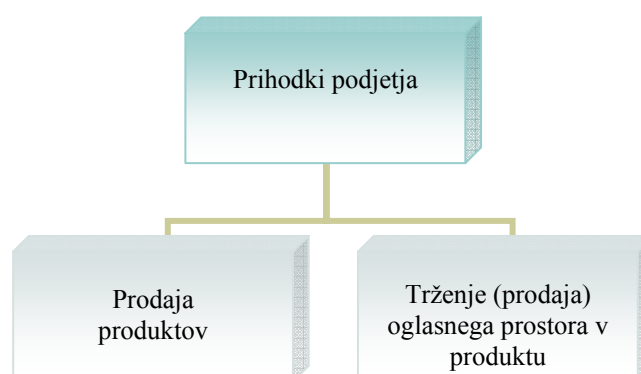 Prihodki podjetja
Prodaja
produktov
Trženje (prodaja)
oglasnega prostora v
produktu